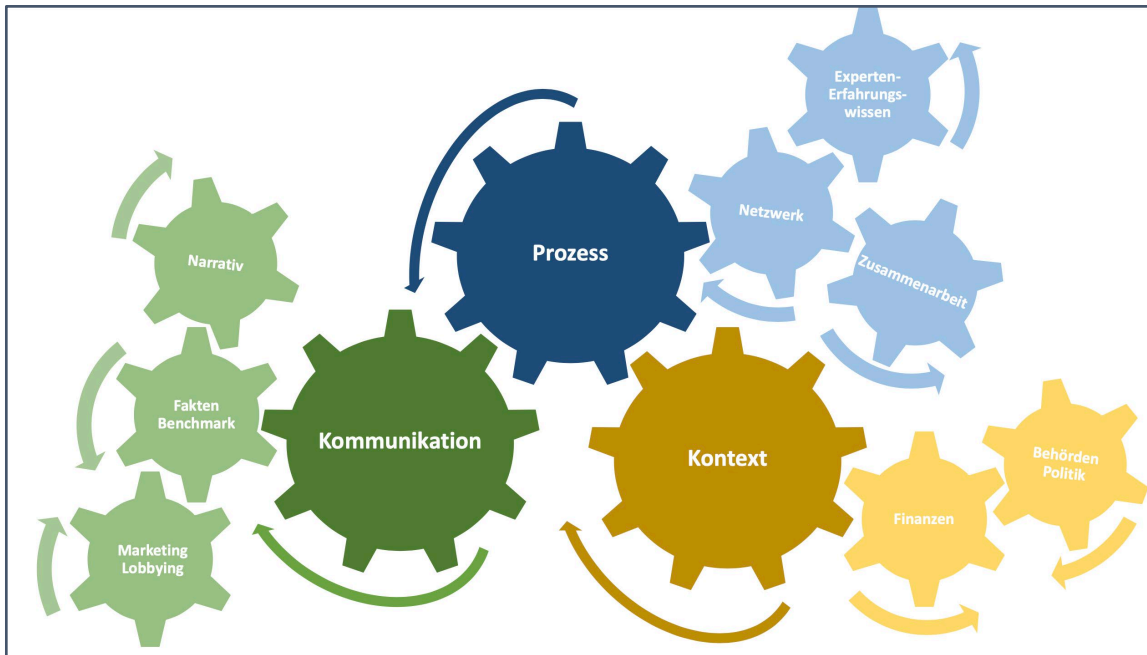 Experten-
Erfahrungs-
wissen
Netzwerk
Prozess
Narrativ
Zusammenarbeit
Fakten
Benchmark
Kommunikation
Kontext
Behörden
Politik
Finanzen
Marketing
Lobbying